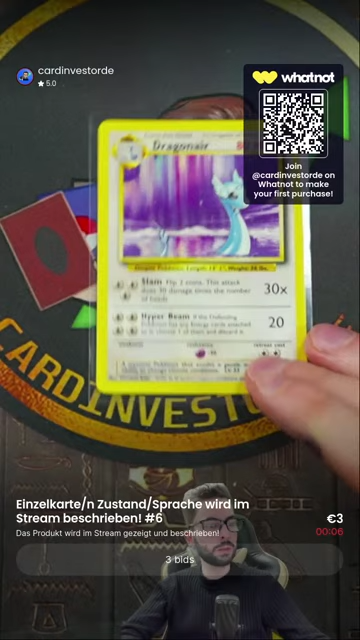 cardinvestorde
★ 5.0
whatnot
Join
@cardinvestorde on
Whatnot to make
your first purchase!
Dragonair
Slam Flip 3 coins. This attack
does 30 damage times the number
of heads.
30x
Hyper Beam If the Defending
Pokémon has any Energy cards attached
to it, choose 1 of them and discard it.
20
CARDINVESTO
Einzelkarte/n Zustand/Sprache wird im
Stream beschrieben! #6
€3
Das Produkt wird im Stream gezeigt und beschrieben!
00:06
3 bids